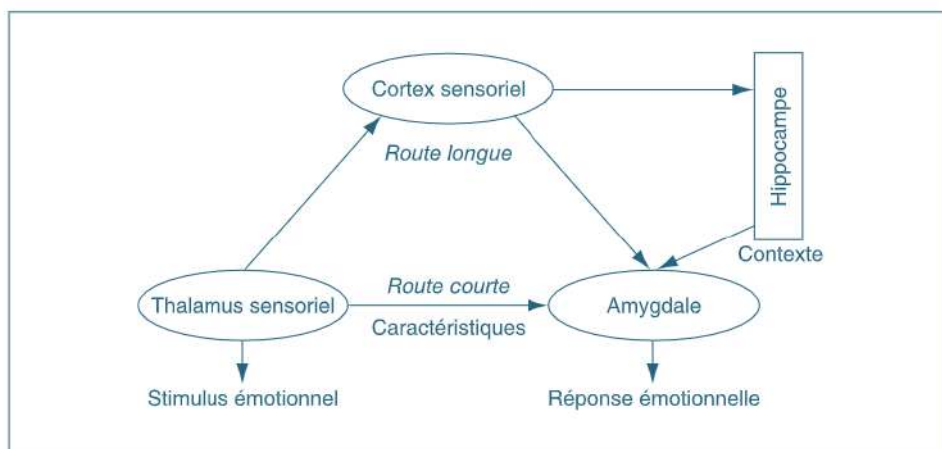 Cortex sensoriel
Route longue
Hippocampe
Contexte
Thalamus sensoriel
Route courte
Caractéristiques
Amygdale
Stimulus émotionnel
Réponse émotionnelle